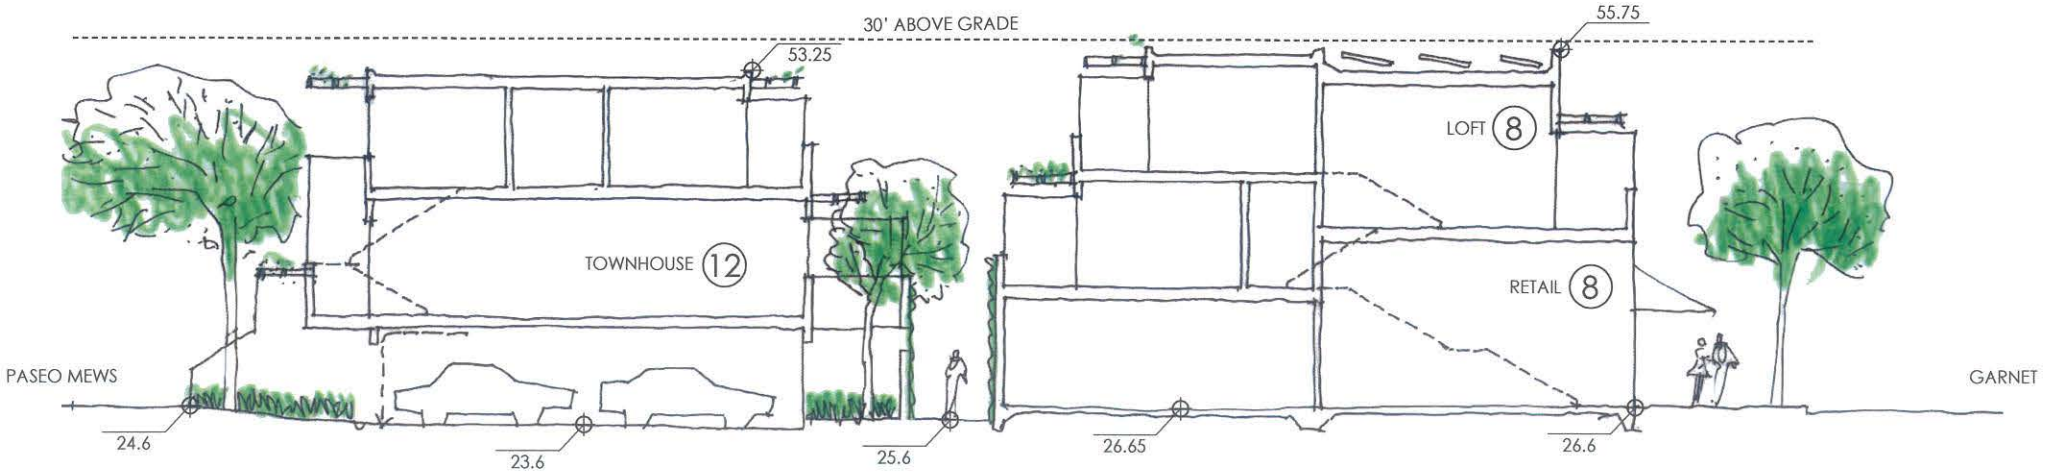 30' ABOVE GRADE
55.75
53.25
LOFT 8
TOWNHOUSE 12
RETAIL 8
PASEO MEWS
GARNET
24.6
23.6
25.6
26.65
26.6